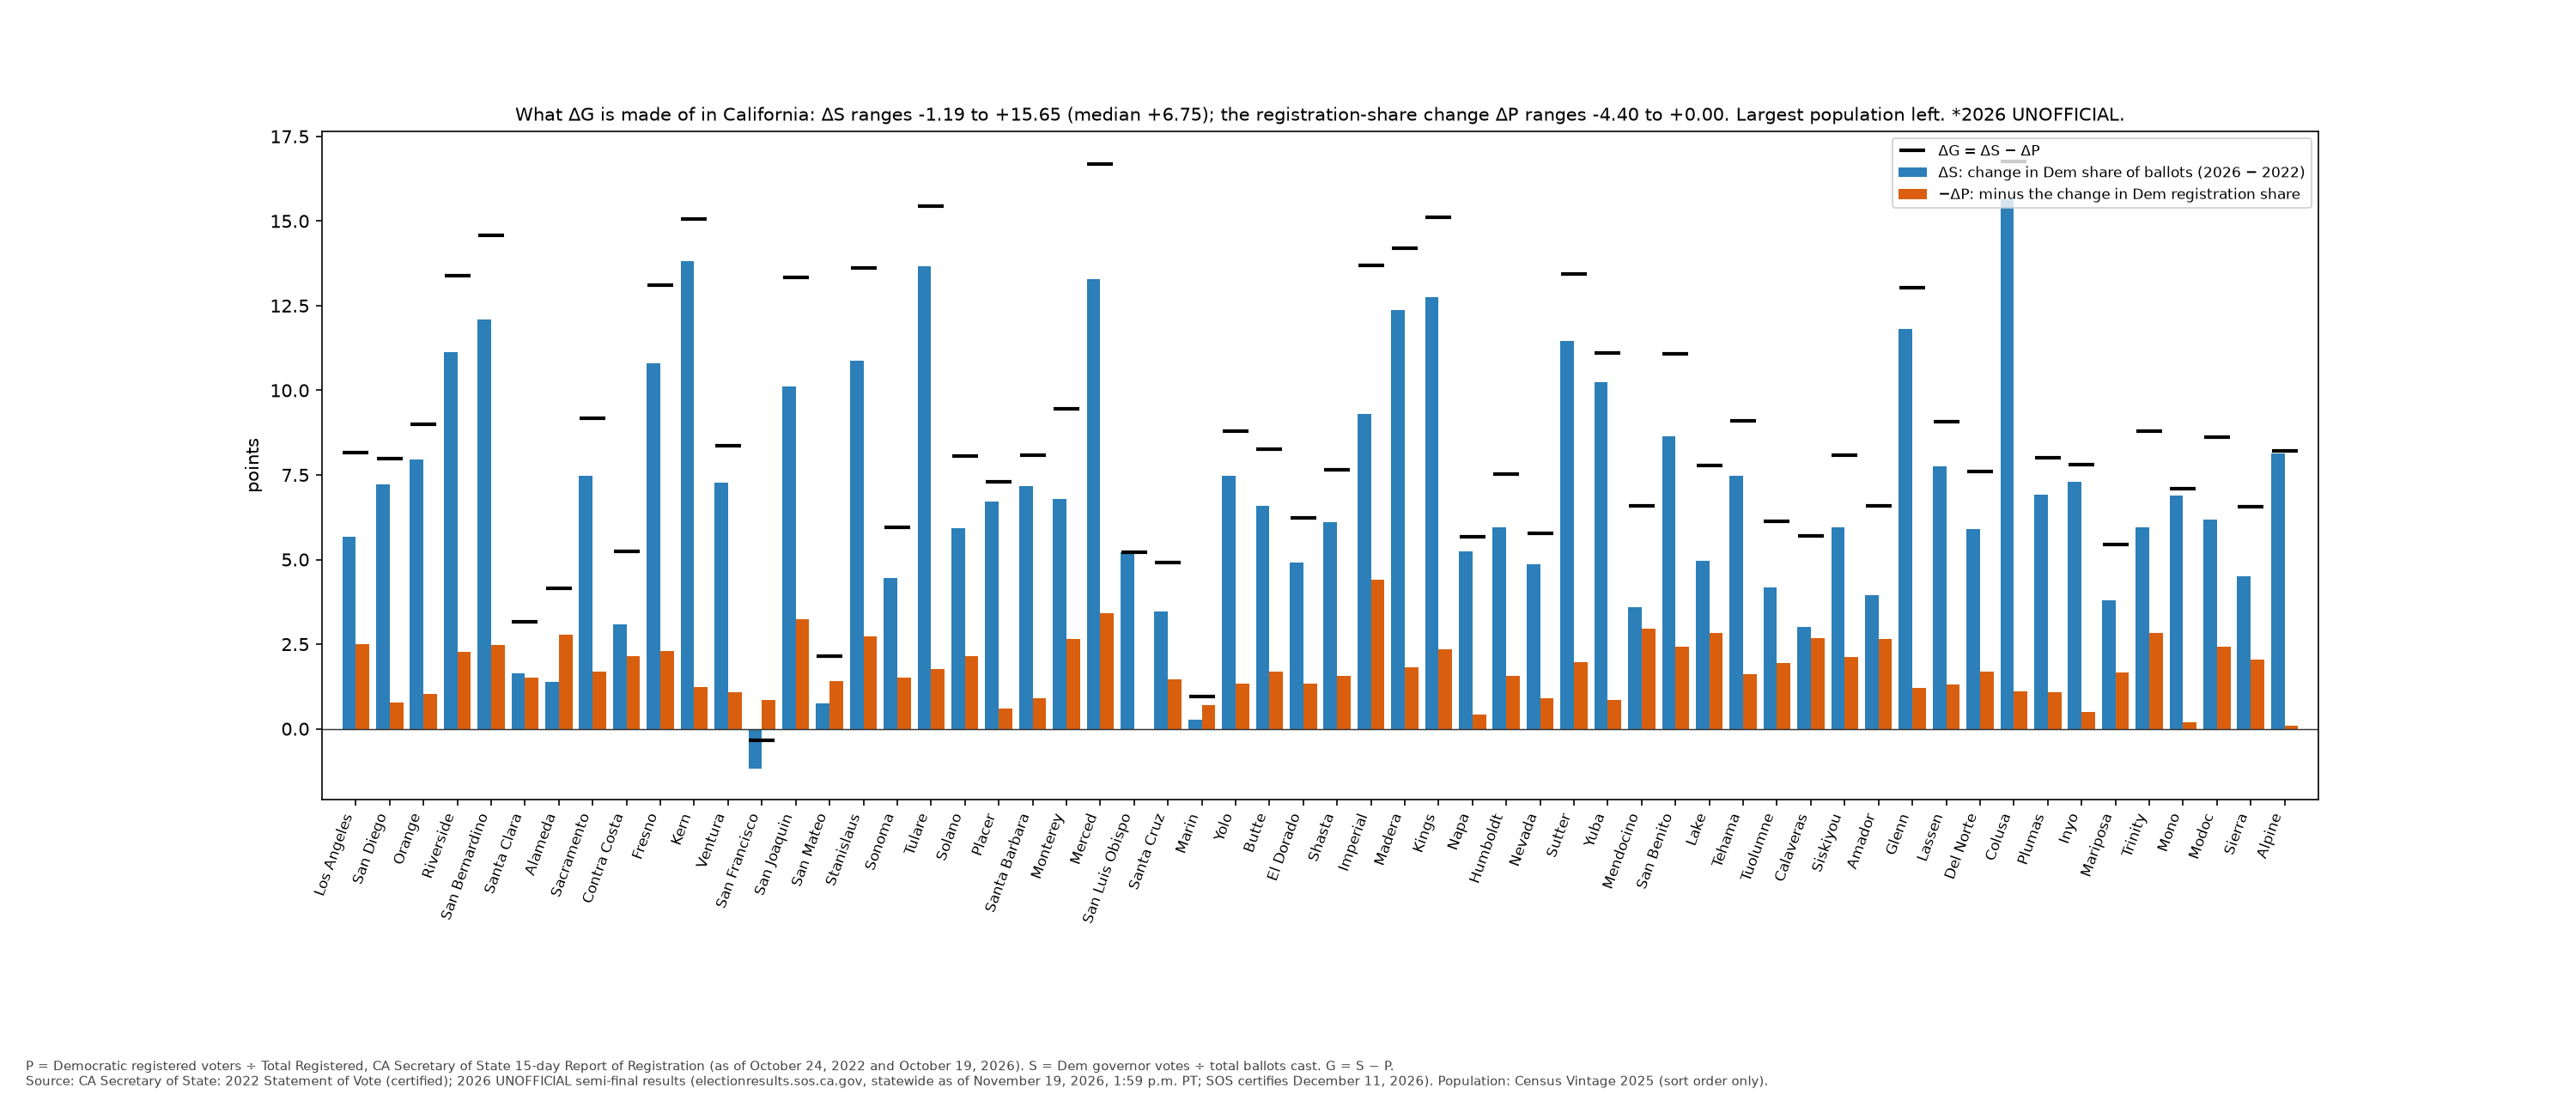 What ΔG is made of in California: ΔS ranges -1.19 to +15.65 (median +6.75); the registration-share change ΔP ranges -4.40 to +0.00. Largest population left. *2026 UNOFFICIAL.
ΔG = ΔS − ΔP
ΔS: change in Dem share of ballots (2026 − 2022)
−ΔP: minus the change in Dem registration share
points
17.5
15.0
12.5
10.0
7.5
5.0
2.5
0.0
Los Angeles
San Diego
Orange
Riverside
San Bernardino
Santa Clara
Alameda
Sacramento
Contra Costa
Fresno
Kern
Ventura
San Francisco
San Joaquin
San Mateo
Stanislaus
Sonoma
Tulare
Solano
Placer
Santa Barbara
Monterey
Merced
San Luis Obispo
Santa Cruz
Marin
Yolo
Butte
El Dorado
Shasta
Imperial
Madera
Kings
Napa
Humboldt
Nevada
Sutter
Yuba
Mendocino
San Benito
Lake
Tehama
Tuolumne
Calaveras
Siskiyou
Amador
Glenn
Lassen
Del Norte
Colusa
Plumas
Inyo
Mariposa
Trinity
Mono
Modoc
Sierra
Alpine
P = Democratic registered voters ÷ Total Registered, CA Secretary of State 15-day Report of Registration (as of October 24, 2022 and October 19, 2026). S = Dem governor votes ÷ total ballots cast. G = S − P.
Source: CA Secretary of State: 2022 Statement of Vote (certified); 2026 UNOFFICIAL semi-final results (electionresults.sos.ca.gov, statewide as of November 19, 2026, 1:59 p.m. PT; SOS certifies December 11, 2026). Population: Census Vintage 2025 (sort order only).